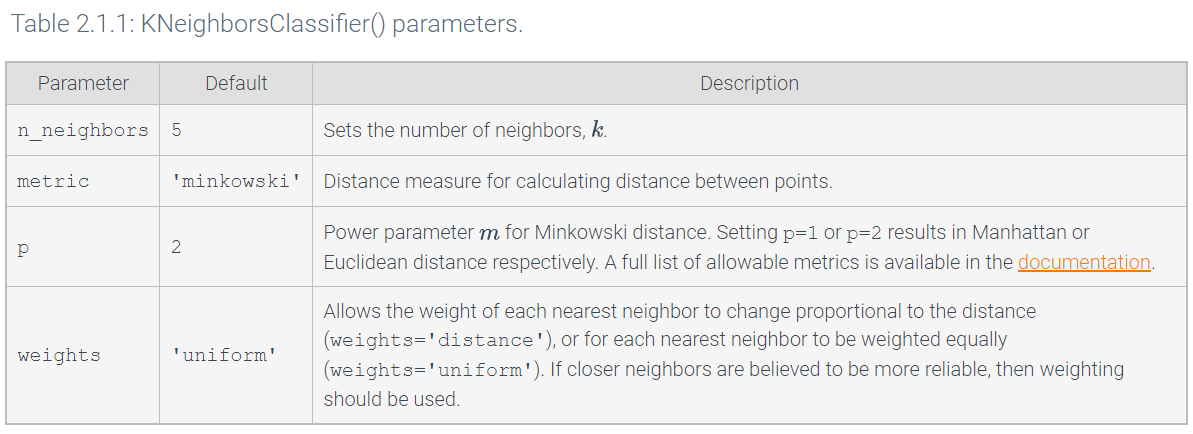 Table 2.1.1: KNeighborsClassifier() parameters.
Parameter Default Description
n_neighbors 5 Sets the number of neighbors, k.
metric 'minkowski' Distance measure for calculating distance between points.
p 2 Power parameter m for Minkowski distance. Setting p=1 or p=2 results in Manhattan or
Euclidean distance respectively. A full list of allowable metrics is available in the documentation.
weights 'uniform' Allows the weight of each nearest neighbor to change proportional to the distance
(weights='distance'), or for each nearest neighbor to be weighted equally
(weights='uniform'). If closer neighbors are believed to be more reliable, then weighting
should be used.